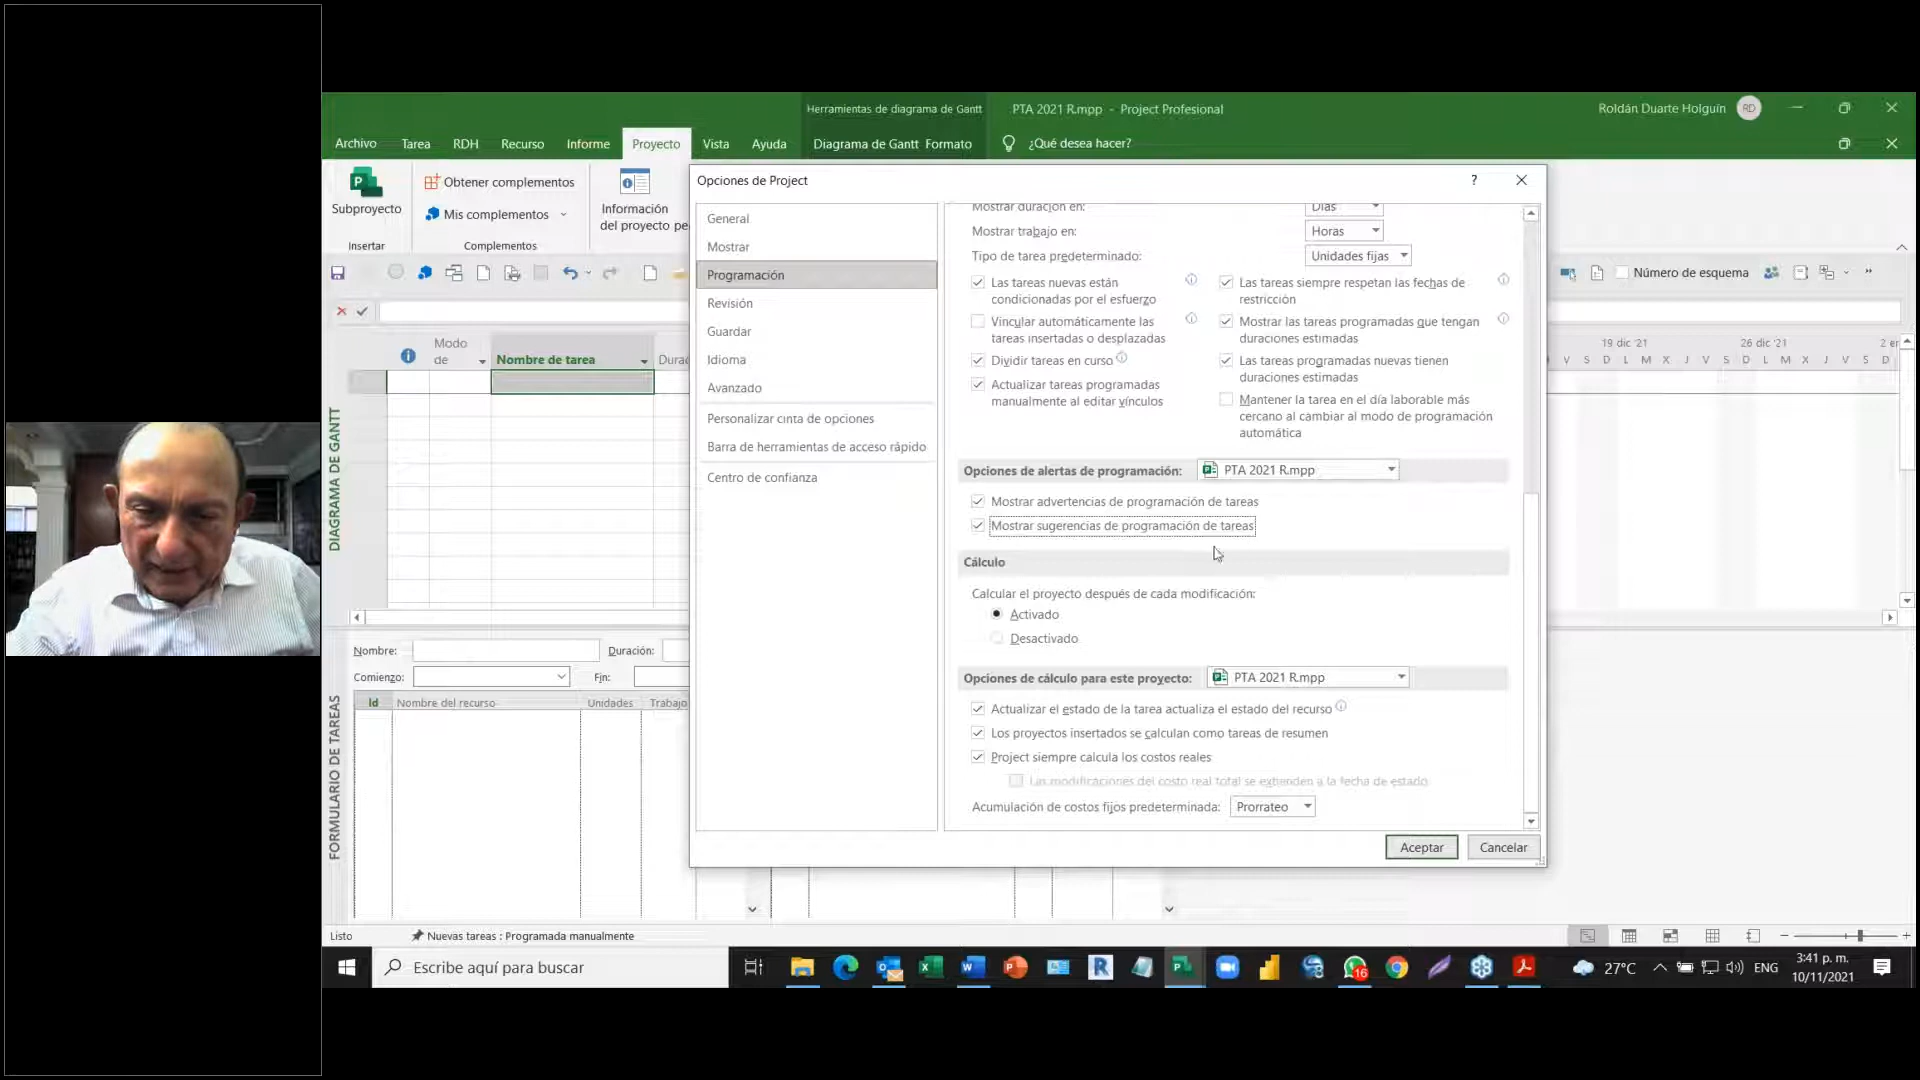 Herramientas de diagrama de Gantt
PTA 2021 R.mpp - Project Profesional
Roldán Duarte Holguín
RD
Archivo Tarea RDH Recurso Informe Proyecto Vista Ayuda Diagrama de Gantt Formato ¿Qué desea hacer?
Subproyecto
Insertar
Obtener complementos
Mis complementos
Complementos
Información
del proyecto pe
Número de esquema
Modo
de
Nombre de tarea
Durac
19 dic '21
26 dic '21
2 en
V S D L M X J V S D L M X J V S D
DIAGRAMA DE GANTT
Opciones de Project
General
Mostrar
Programación
Revisión
Guardar
Idioma
Avanzado
Personalizar cinta de opciones
Barra de herramientas de acceso rápido
Centro de confianza
Mostrar duración en: Días
Mostrar trabajo en: Horas
Tipo de tarea predeterminado: Unidades fijas
Las tareas nuevas están
condicionadas por el esfuerzo
Vincular automáticamente las
tareas insertadas o desplazadas
Dividir tareas en curso
Actualizar tareas programadas
manualmente al editar vínculos
Las tareas siempre respetan las fechas de
restricción
Mostrar las tareas programadas que tengan
duraciones estimadas
Las tareas programadas nuevas tienen
duraciones estimadas
Mantener la tarea en el día laborable más
cercano al cambiar al modo de programación
automática
Opciones de alertas de programación: PTA 2021 R.mpp
Mostrar advertencias de programación de tareas
Mostrar sugerencias de programación de tareas
Cálculo
Calcular el proyecto después de cada modificación:
Activado
Desactivado
Opciones de cálculo para este proyecto: PTA 2021 R.mpp
Actualizar el estado de la tarea actualiza el estado del recurso
Los proyectos insertados se calculan como tareas de resumen
Project siempre calcula los costos reales
Las modificaciones del costo real total se extienden a la fecha de estado
Acumulación de costos fijos predeterminada: Prorrateo
Aceptar Cancelar
Nombre: Duración:
Comienzo: Fin:
Id Nombre del recurso Unidades Trabajo
FORMULARIO DE TAREAS
Listo Nuevas tareas : Programada manualmente
Escribe aquí para buscar
16
27°C
ENG
3:41 p. m.
10/11/2021